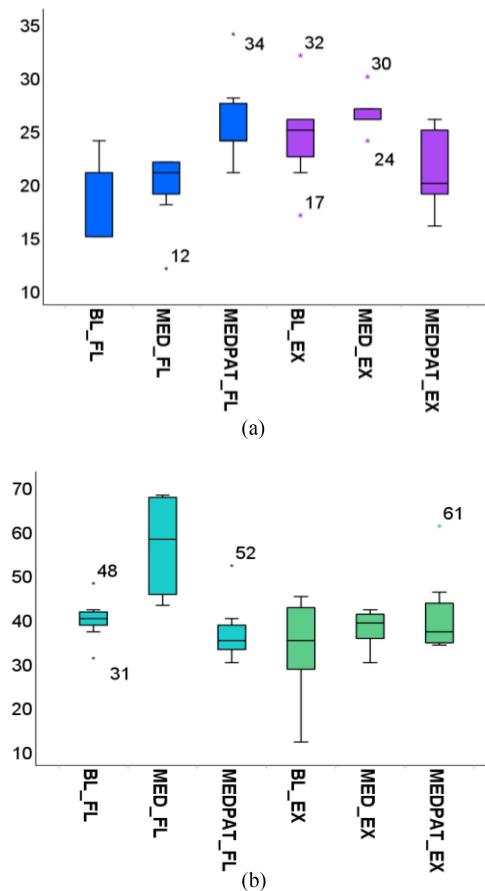 35
34
32
30
30
25
24
20
17
15
12
10
BL_FL
MED_FL
MEDPAT_FL
BL_EX
MED_EX
MEDPAT_EX
(a)
70
61
60
52
50
48
40
30
31
20
10
BL_FL
MED_FL
MEDPAT_FL
BL_EX
MED_EX
MEDPAT_EX
(b)